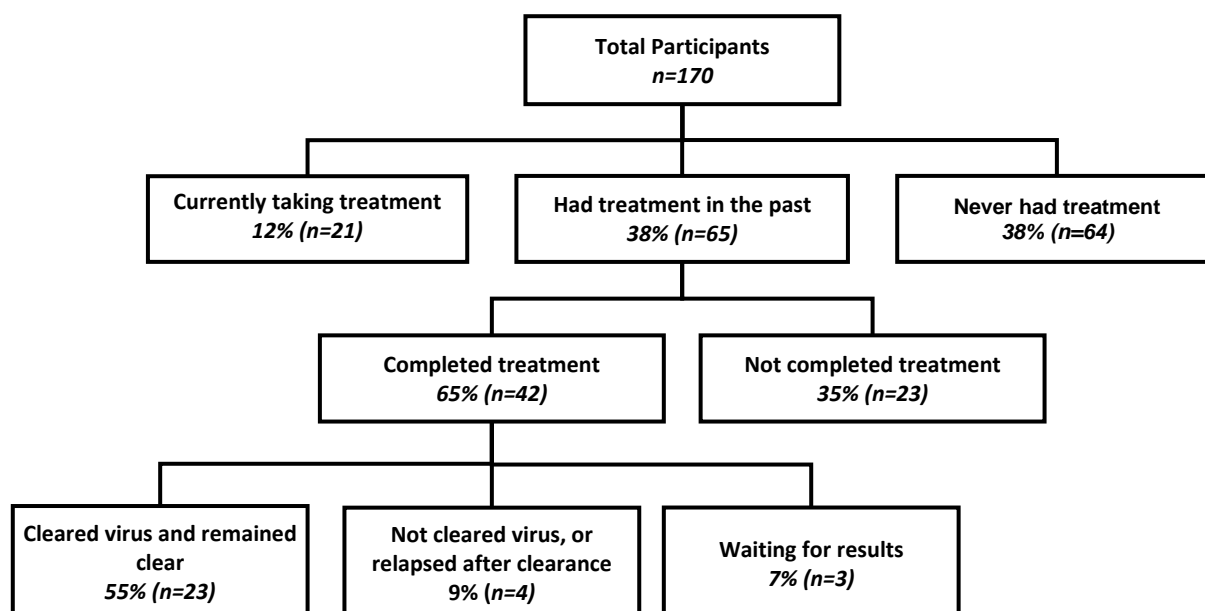 Total Participants
n=170
Currently taking treatment
12% (n=21)
Had treatment in the past
38% (n=65)
Never had treatment
38% (n=64)
Completed treatment
65% (n=42)
Not completed treatment
35% (n=23)
Cleared virus and remained
clear
55% (n=23)
Not cleared virus, or
relapsed after clearance
9% (n=4)
Waiting for results
7% (n=3)